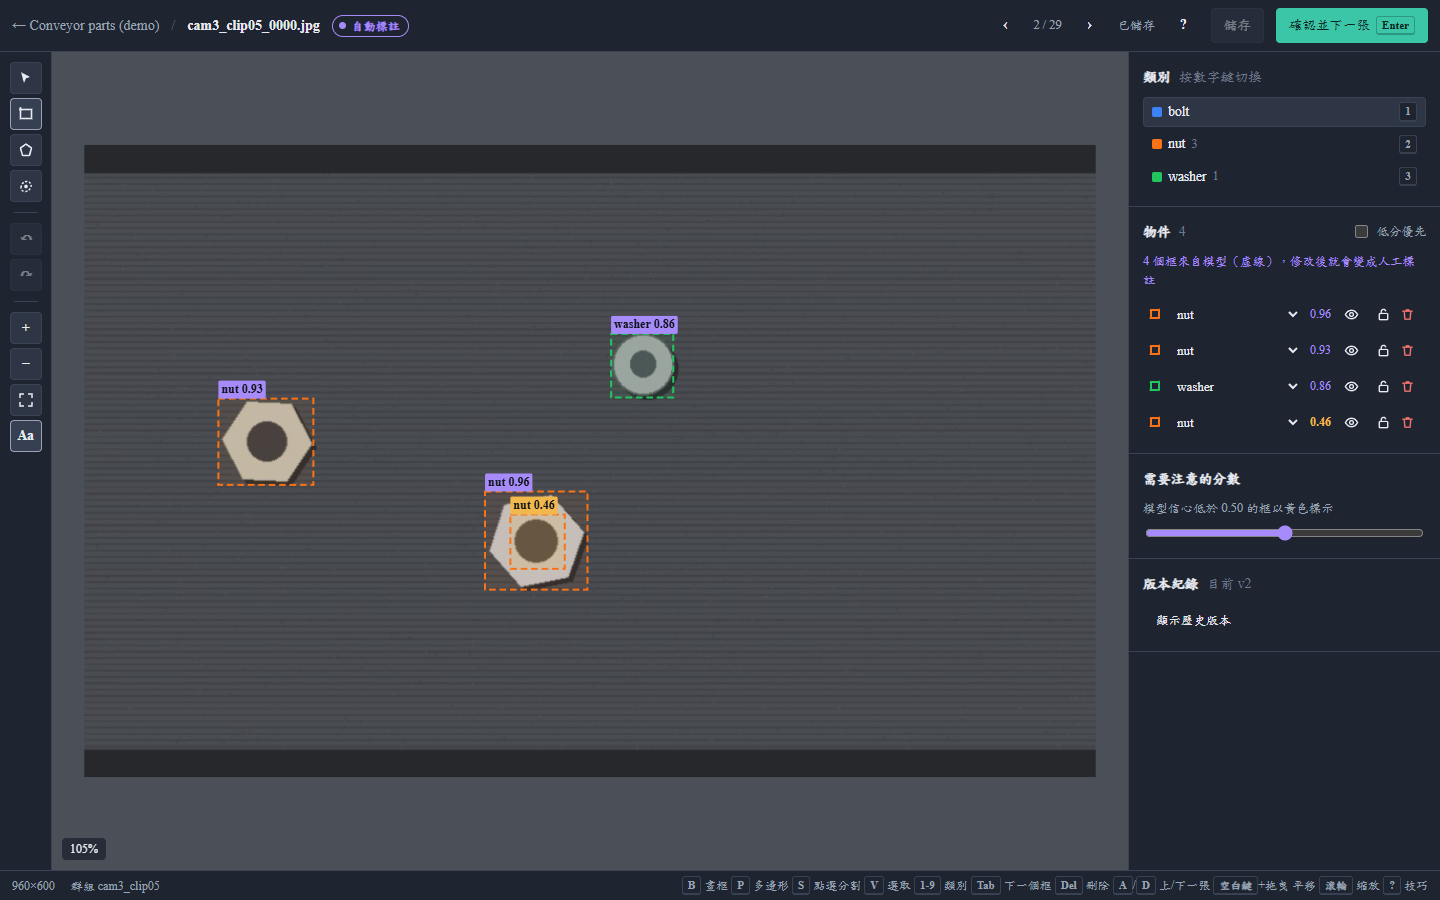 ← Conveyor parts (demo) / cam3_clip05_0000.jpg 自動標註
‹ 2 / 29 › 已儲存 ? 儲存 確認並下一張 Enter
類別 按數字鍵切換
bolt 1
nut 3 2
washer 1 3
物件 4 低分優先
4 個框來自模型（虛線），修改後就會變成人工標
註
nut 0.96
nut 0.93
washer 0.86
nut 0.46
需要注意的分數
模型信心低於 0.50 的框以黃色標示
版本紀錄 目前 v2
顯示歷史版本
+
−
Aa
washer 0.86
nut 0.93
nut 0.96
nut 0.46
105%
960×600 群組 cam3_clip05
B 畫框 P 多邊形 S 點選分割 V 選取 1-9 類別 Tab 下一個框 Del 刪除 A / D 上/下一張 空白鍵 +拖曳 平移 滾輪 縮放 ? 技巧